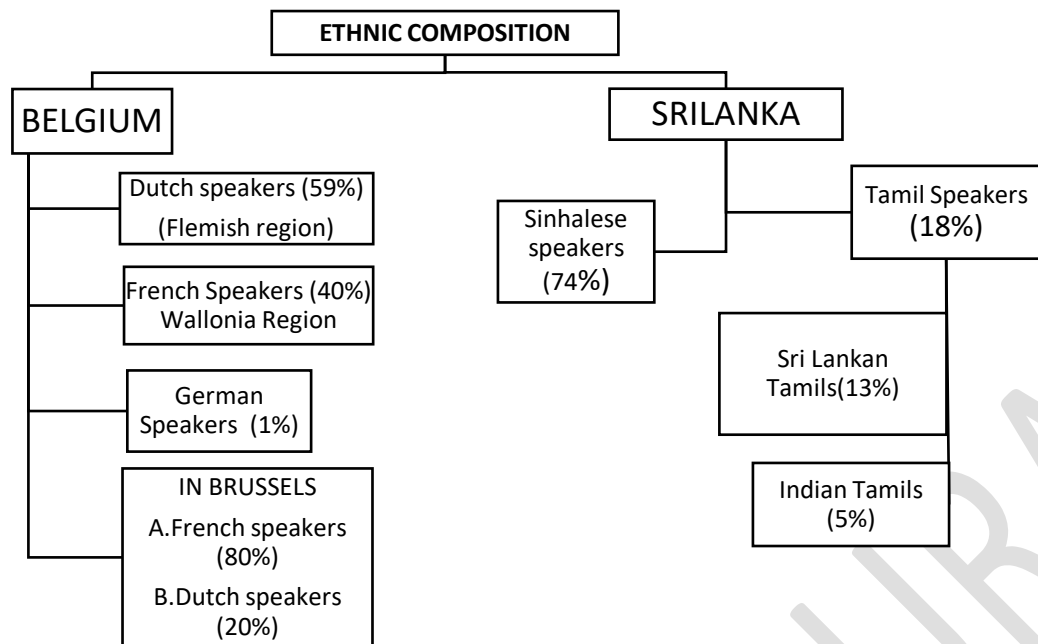 ETHNIC COMPOSITION
BELGIUM
Dutch speakers (59%)
(Flemish region)
French Speakers (40%)
Wallonia Region
German
Speakers (1%)
IN BRUSSELS
A.French speakers
(80%)
B.Dutch speakers
(20%)
SRILANKA
Sinhalese
speakers
(74%)
Tamil Speakers
(18%)
Sri Lankan
Tamils(13%)
Indian Tamils
(5%)